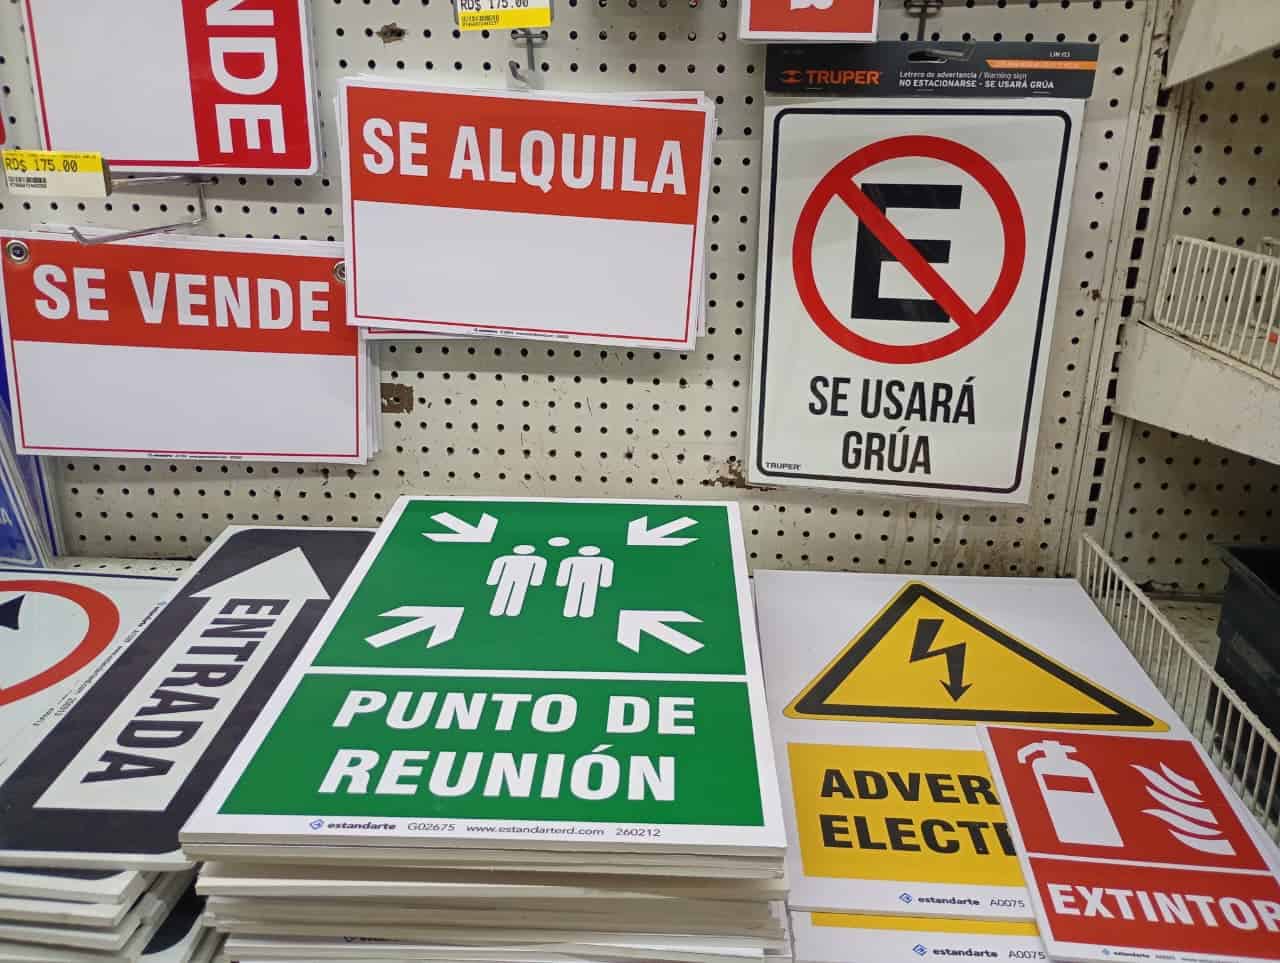 NDE
RD$ 175.00
RD$ 175.00
SE ALQUILA
SE VENDE
TRUPER
Letrero de advertencia / Warning sign
NO ESTACIONARSE - SE USARÁ GRÚA
E
SE USARÁ
GRÚA
TRUPER
ENTRADA
PUNTO DE
REUNIÓN
estandarte G02675 www.estandarterd.com 260212
ADVER
ELECT
estandarte A0075
estandarte A0075
EXTINTOR